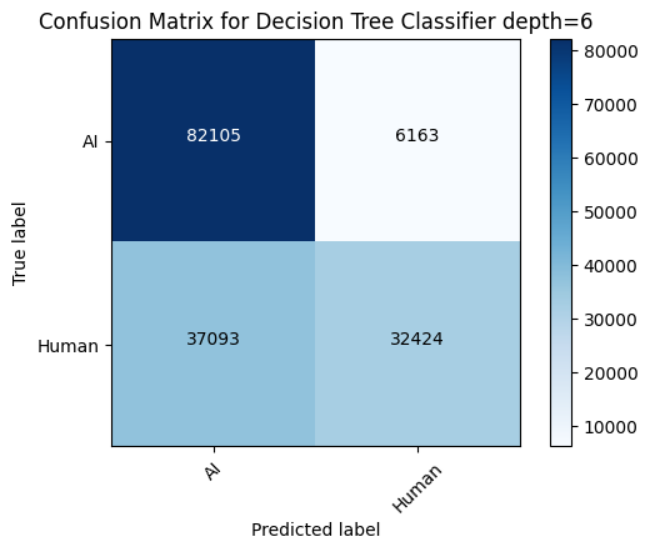 Confusion Matrix for Decision Tree Classifier depth=6
80000
AI
82105
6163
70000
60000
True label
50000
40000
Human
37093
32424
30000
20000
10000
AI
Human
Predicted label